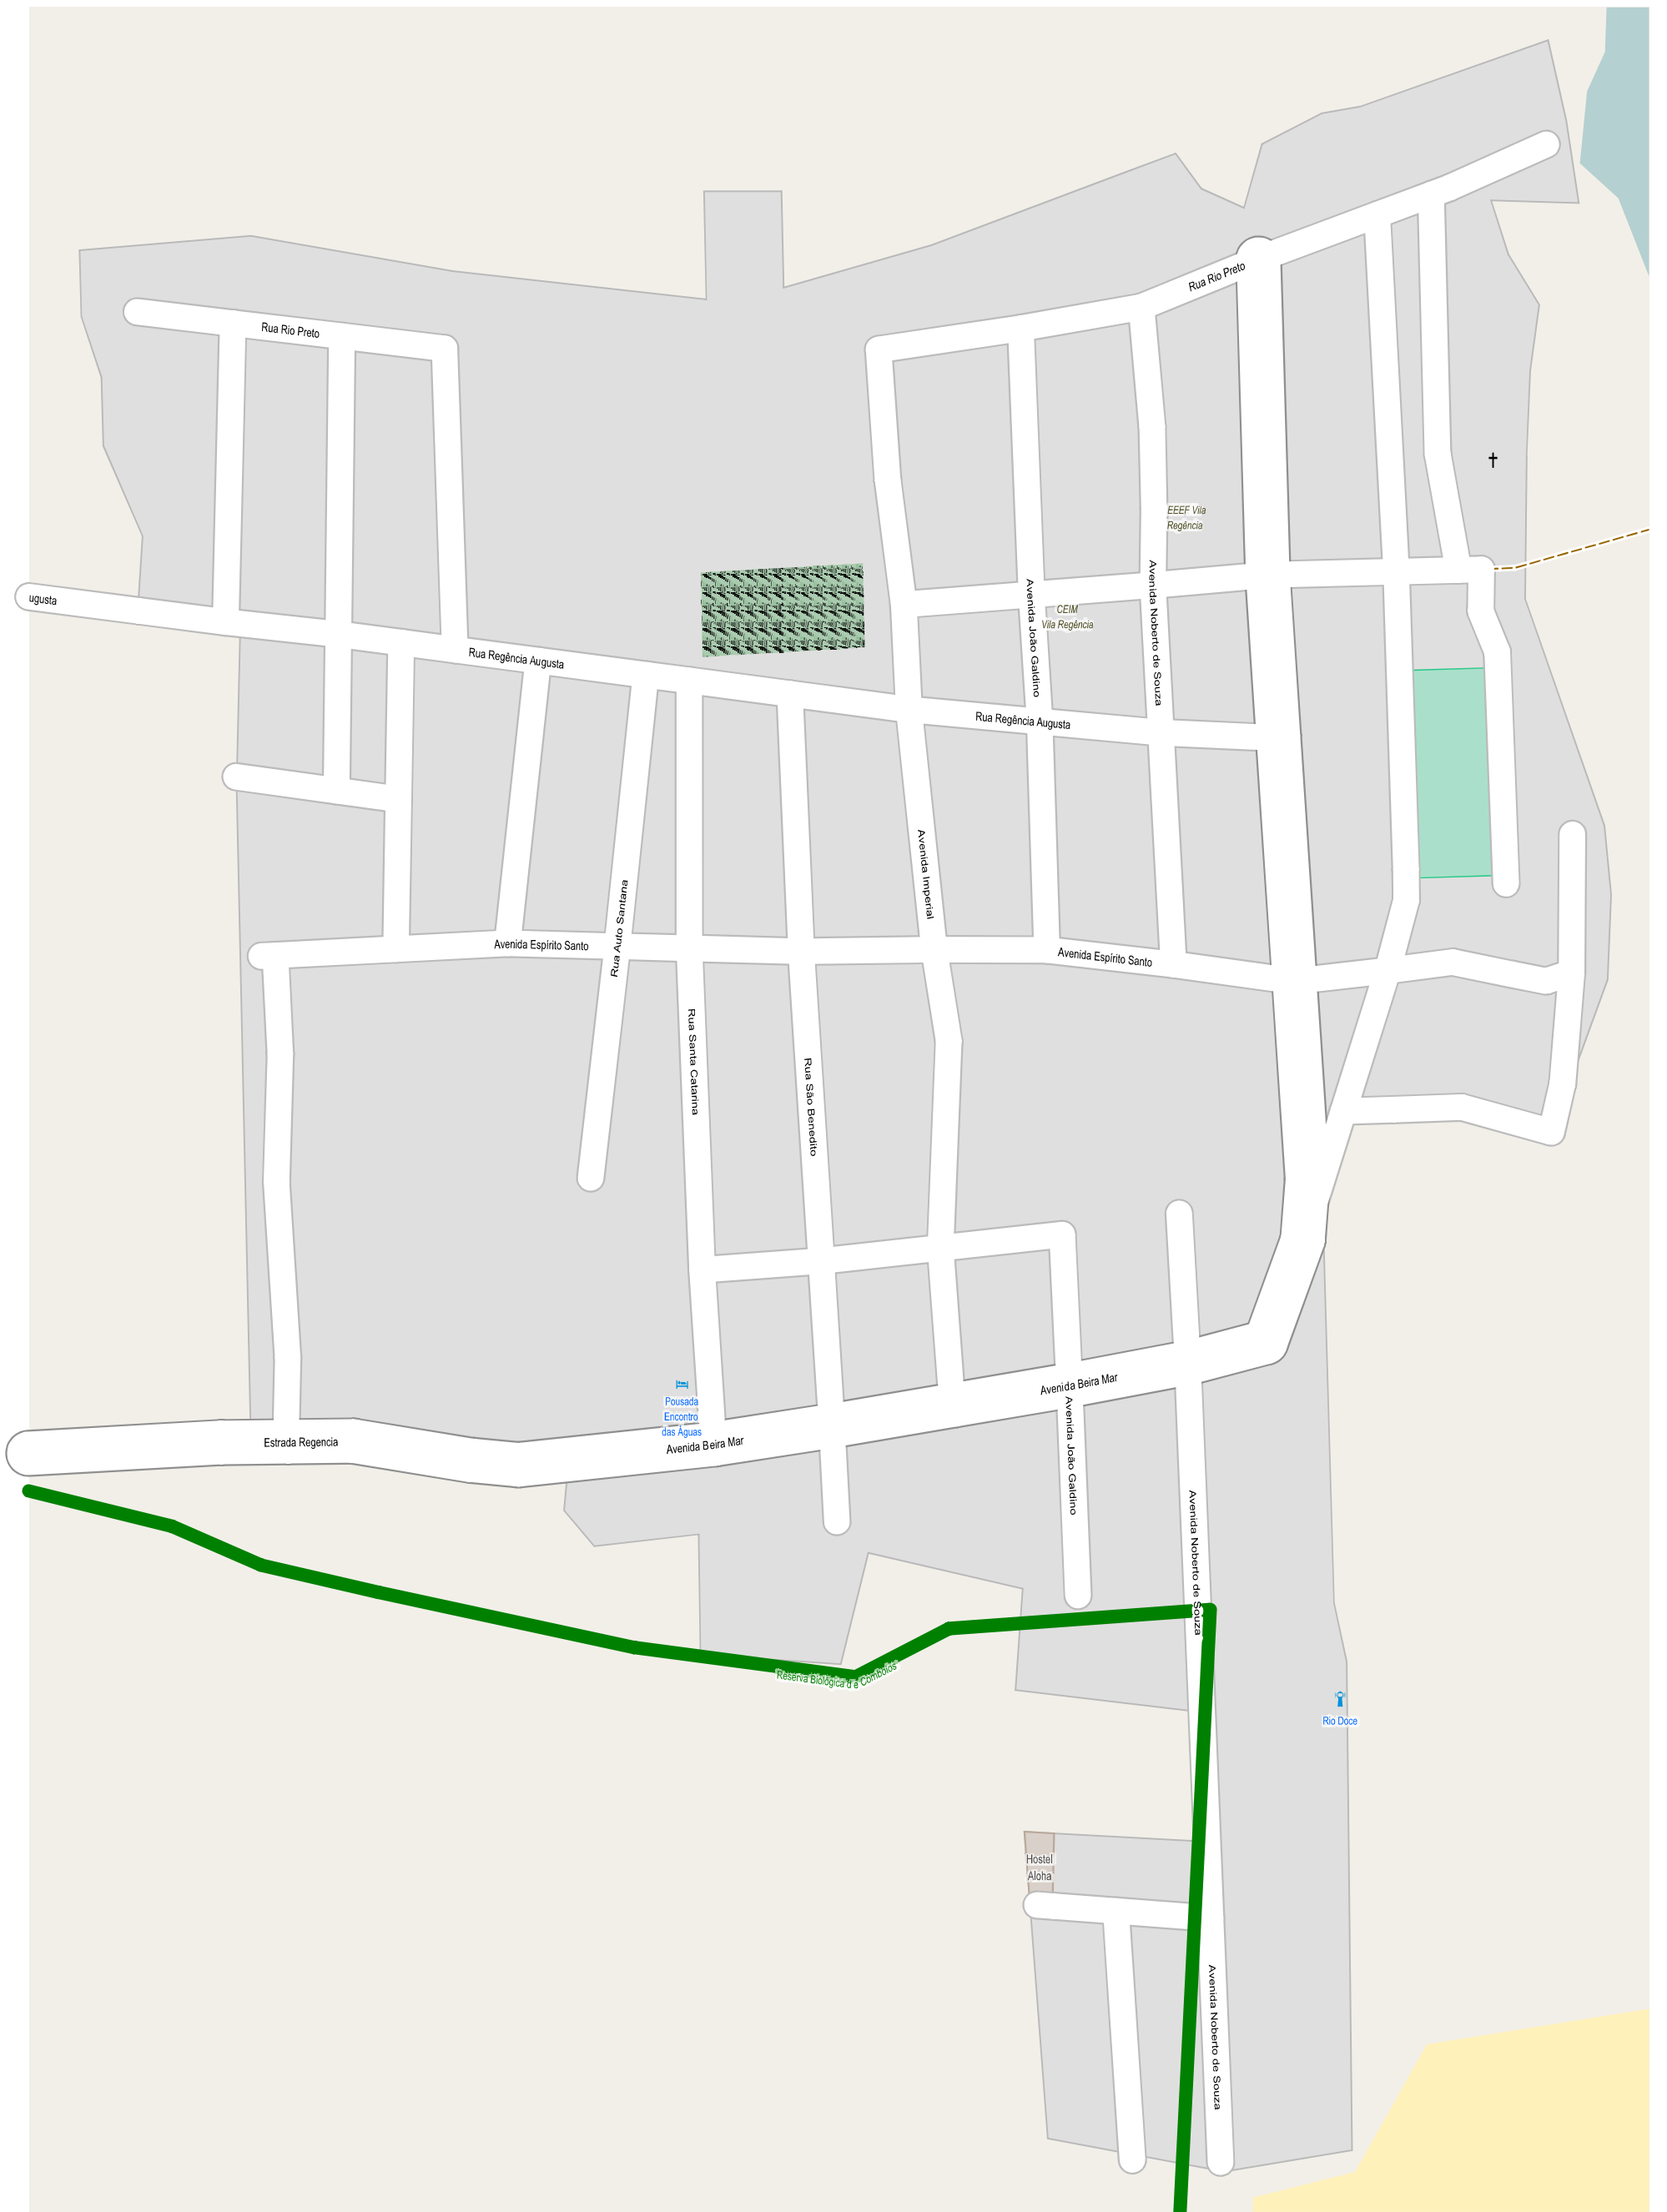 Rua Rio Preto
Rua Rio Preto
EEEF Vila
Regência
ugusta
Avenida João Galdino
CEIM
Vila Regência
Avenida Noberto de Souza
Rua Regência Augusta
Rua Regência Augusta
Avenida Imperial
Rua Auto Santana
Avenida Espírito Santo
Avenida Espírito Santo
Rua Santa Catarina
Rua São Benedito
Pousada
Encontro
das Águas
Avenida Beira Mar
Estrada Regencia
Avenida Beira Mar
Avenida João Galdino
Avenida Noberto de Souza
Reserva Biológica de Comboios
Rio Doce
Hostel
Aloha
Avenida Noberto de Souza